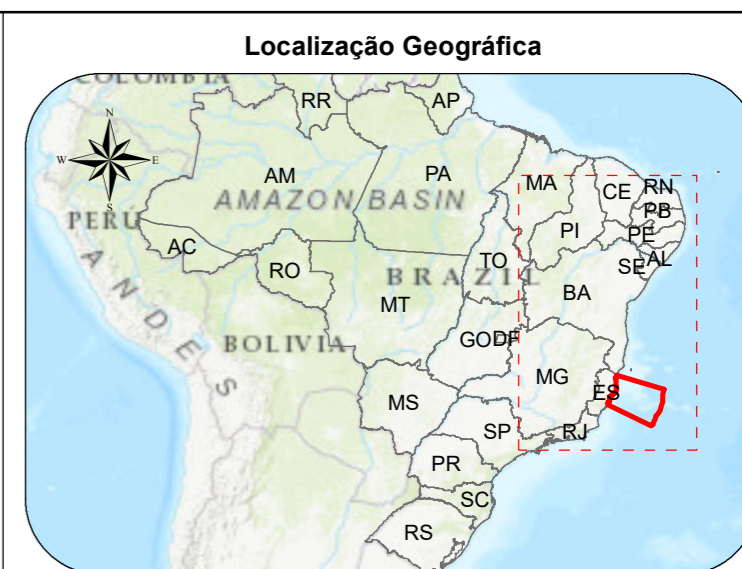 Localização Geográfica
COLOMBIA
RR
AP
N
W
E
S
AM
PA
MA
CE
RN
AMAZON BASIN
PB
PERÚ
PI
PE
AC
TO
SE
AL
RO
BRAZIL
BA
MT
ANDES
GO
DF
BOLIVIA
MG
ES
MS
SP
RJ
PR
SC
RS